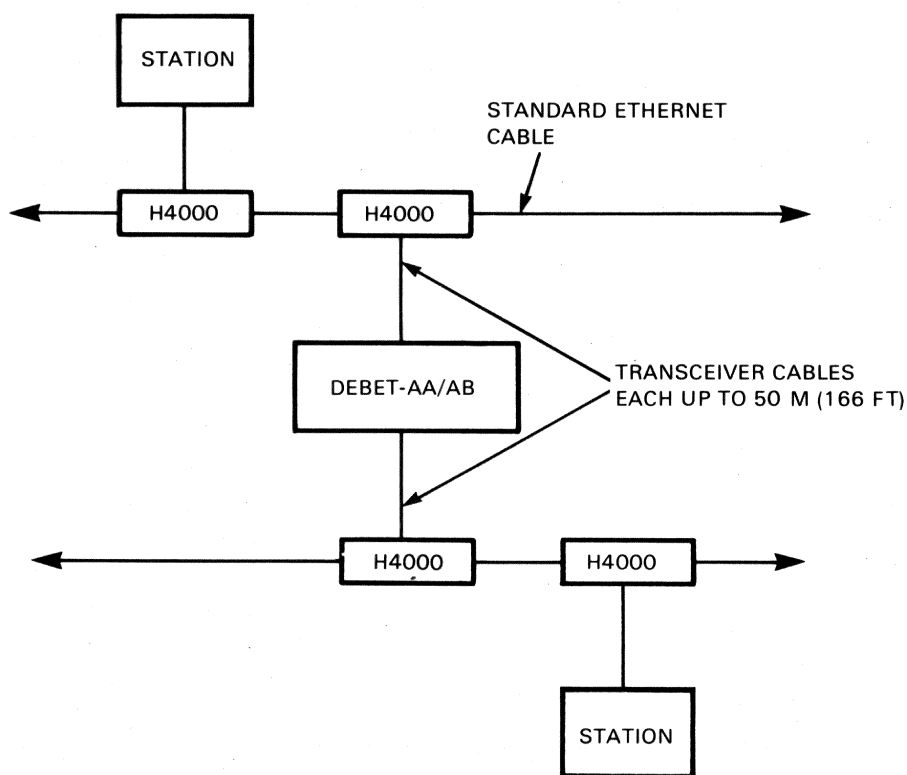 STATION
STANDARD ETHERNET
CABLE
H4000
H4000
DEBET-AA/AB
TRANSCEIVER CABLES
EACH UP TO 50 M (166 FT)
H4000
H4000
STATION